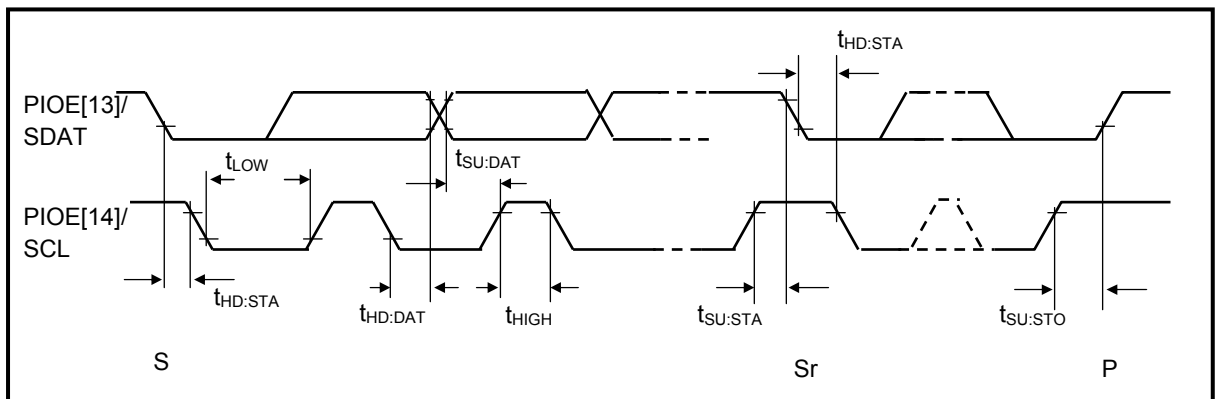 tHD:STA
PIOE[13]/
SDAT
tLOW
tSU:DAT
PIOE[14]/
SCL
tHD:STA
tHD:DAT
tHIGH
tSU:STA
tSU:STO
S
Sr
P